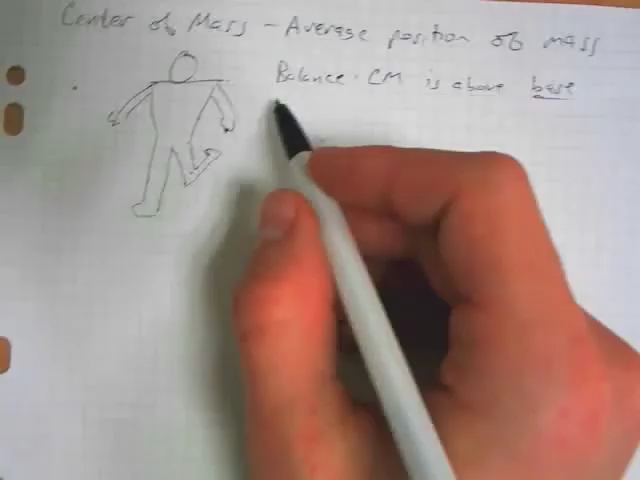 Center of Mass - Average position of mass
Balance - CM is above base